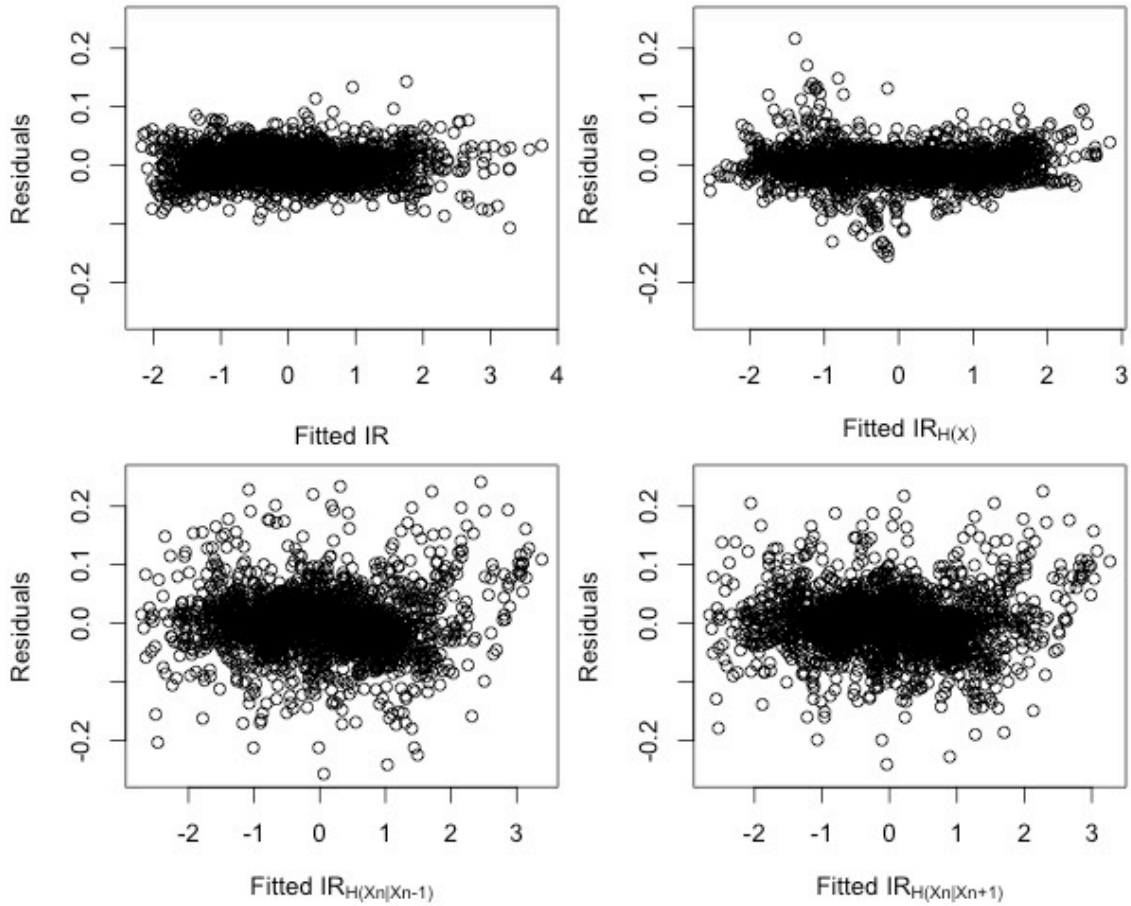 Residuals
0.2
0.1
0.0
-0.2
-2 -1 0 1 2 3 4
Fitted IR
Residuals
0.2
0.1
0.0
-0.2
-2 -1 0 1 2 3
Fitted IR H(X)
Residuals
0.2
0.1
0.0
-0.2
-2 -1 0 1 2 3
Fitted IR H(Xn|Xn-1)
Residuals
0.2
0.1
0.0
-0.2
-2 -1 0 1 2 3
Fitted IR H(Xn|Xn+1)